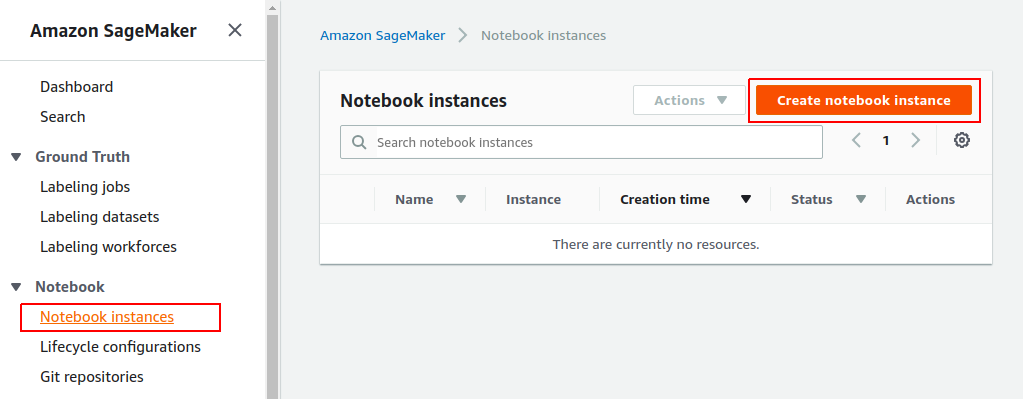 Amazon SageMaker
Dashboard
Search
Ground Truth
Labeling jobs
Labeling datasets
Labeling workforces
Notebook
Notebook instances
Lifecycle configurations
Git repositories
Amazon SageMaker > Notebook instances
Notebook instances Actions Create notebook instance
Search notebook instances 1
Name Instance Creation time Status Actions
There are currently no resources.